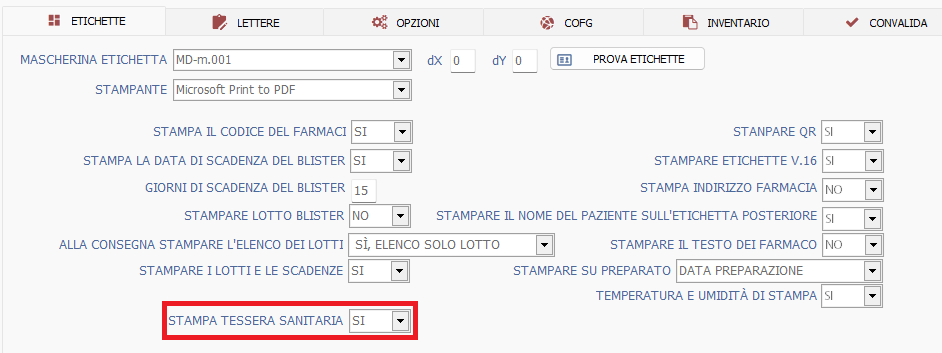 ETICHETTE LETTERE OPZIONI COFG INVENTARIO CONVALIDA
MASCHERINA ETICHETTA MD-m.001 dX 0 dY 0 PROVA ETICHETTE
STAMPANTE Microsoft Print to PDF
STAMPA IL CODICE DEL FARMACI SI STANPARE QR SI
STAMPA LA DATA DI SCADENZA DEL BLISTER SI STAMPARE ETICHETTE V.16 SI
GIORNI DI SCADENZA DEL BLISTER 15 STAMPA INDIRIZZO FARMACIA NO
STAMPARE LOTTO BLISTER NO STAMPARE IL NOME DEL PAZIENTE SULL'ETICHETTA POSTERIORE SI
ALLA CONSEGNA STAMPARE L'ELENCO DEI LOTTI SÌ, ELENCO SOLO LOTTO STAMPARE IL TESTO DEI FARMACO NO
STAMPARE I LOTTI E LE SCADENZE SI STAMPARE SU PREPARATO DATA PREPARAZIONE
TEMPERATURA E UMIDITÀ DI STAMPA SI
STAMPA TESSERA SANITARIA SI